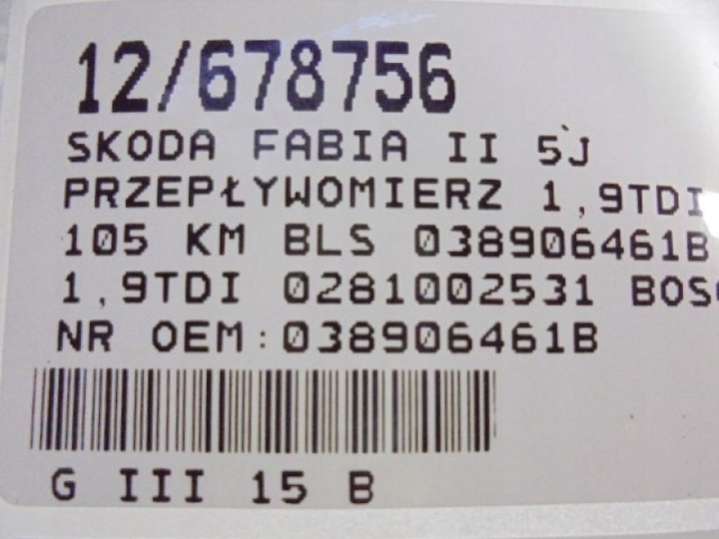 12/678756
SKODA FABIA II 5J
PRZEPŁYWOMIERZ 1,9TDI
105 KM BLS 038906461B
1,9TDI 0281002531
NR OEM:038906461B
G III 15 B